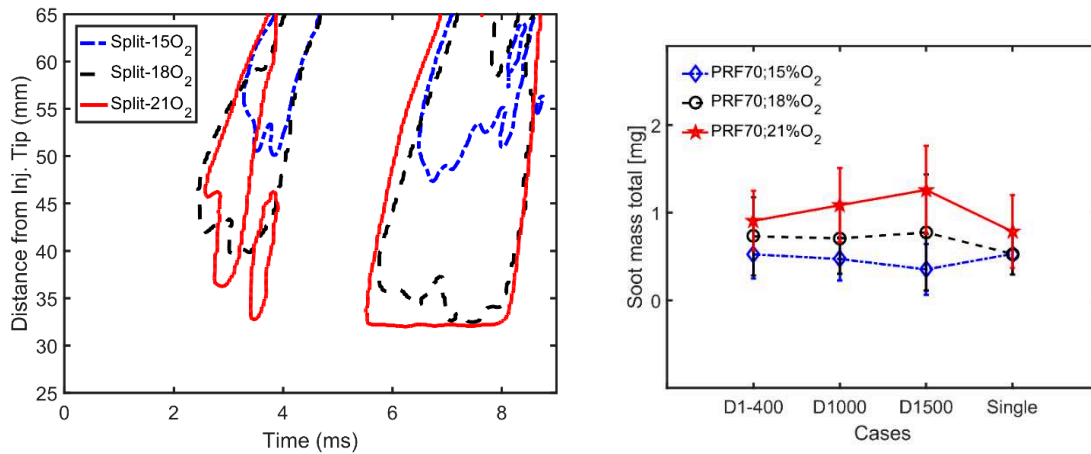 Split-15O₂
Split-18O₂
Split-21O₂
65
60
55
50
45
40
35
30
25
Distance from Inj. Tip (mm)
0 2 4 6 8
Time (ms)
PRF70;15%O₂
PRF70;18%O₂
PRF70;21%O₂
2
1
0
Soot mass total [mg]
D1-400 D1000 D1500 Single
Cases